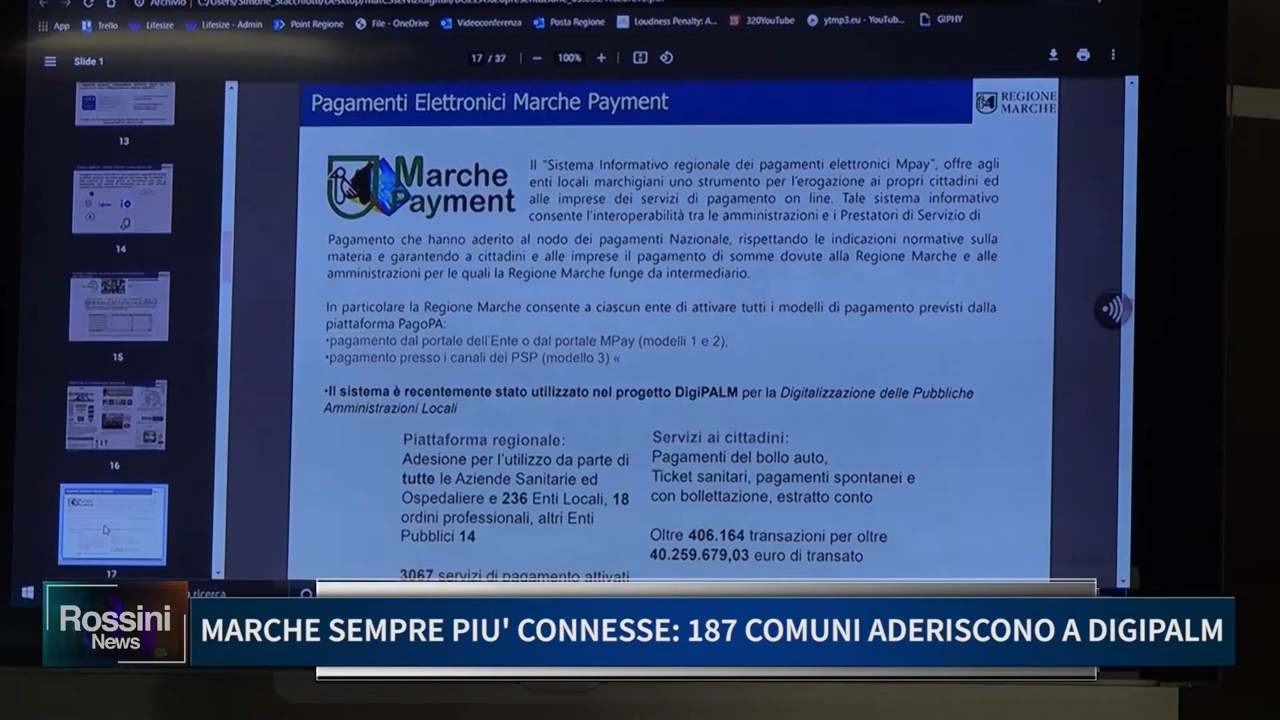 Archivio
App
Trello
Lifesize
Lifesize - Admin
Point Regione
File - OneDrive
Videoconferenza
Posta Regione
Loudness Penalty: A...
320YouTube
ytmp3.eu - YouTub...
GIPHY
Slide 1
17 / 37
100%
13
14
15
16
17
Pagamenti Elettronici Marche Payment
REGIONE
MARCHE
Marche
Payment
Il “Sistema Informativo regionale dei pagamenti elettronici Mpay”, offre agli
enti locali marchigiani uno strumento per l’erogazione ai propri cittadini ed
alle imprese dei servizi di pagamento on line. Tale sistema informativo
consente l’interoperabilità tra le amministrazioni e i Prestatori di Servizio di
Pagamento che hanno aderito al nodo dei pagamenti Nazionale, rispettando le indicazioni normative sulla
materia e garantendo a cittadini e alle imprese il pagamento di somme dovute alla Regione Marche e alle
amministrazioni per le quali la Regione Marche funge da intermediario.
In particolare la Regione Marche consente a ciascun ente di attivare tutti i modelli di pagamento previsti dalla
piattaforma PagoPA:
•pagamento dal portale dell’Ente o dal portale MPay (modelli 1 e 2),
•pagamento presso i canali dei PSP (modello 3) «
•Il sistema è recentemente stato utilizzato nel progetto DigiPALM per la Digitalizzazione delle Pubbliche
Amministrazioni Locali
Piattaforma regionale:
Adesione per l’utilizzo da parte di
tutte le Aziende Sanitarie ed
Ospedaliere e 236 Enti Locali, 18
ordini professionali, altri Enti
Pubblici 14
3067 servizi di pagamento attivati
Servizi ai cittadini:
Pagamenti del bollo auto,
Ticket sanitari, pagamenti spontanei e
con bollettazione, estratto conto
Oltre 406.164 transazioni per oltre
40.259.679,03 euro di transato
ricerca
Rossini
News
MARCHE SEMPRE PIU' CONNESSE: 187 COMUNI ADERISCONO A DIGIPALM